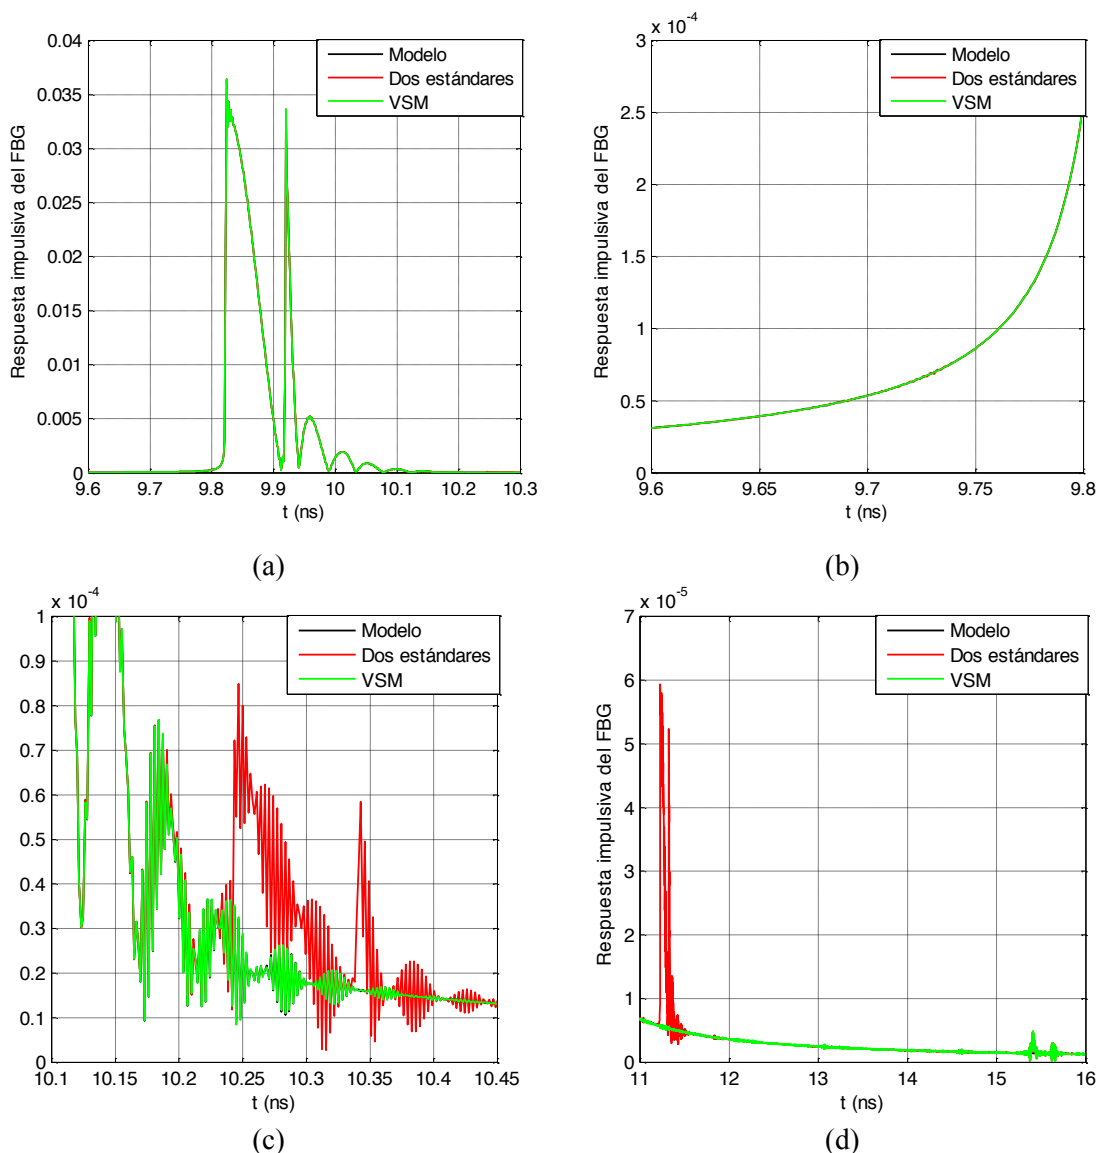 0.04
0.035
0.03
0.025
0.02
0.015
0.01
0.005
0
9.6 9.7 9.8 9.9 10 10.1 10.2 10.3
t (ns)
Respuesta impulsiva del FBG
Modelo
Dos estándares
VSM
(a)
x 10-4
3
2.5
2
1.5
1
0.5
0
9.6 9.65 9.7 9.75 9.8
t (ns)
Respuesta impulsiva del FBG
Modelo
Dos estándares
VSM
(b)
x 10-4
1
0.9
0.8
0.7
0.6
0.5
0.4
0.3
0.2
0.1
0
10.1 10.15 10.2 10.25 10.3 10.35 10.4 10.45
t (ns)
Modelo
Dos estándares
VSM
(c)
x 10-5
7
6
5
4
3
2
1
0
11 12 13 14 15 16
t (ns)
Respuesta impulsiva del FBG
Modelo
Dos estándares
VSM
(d)